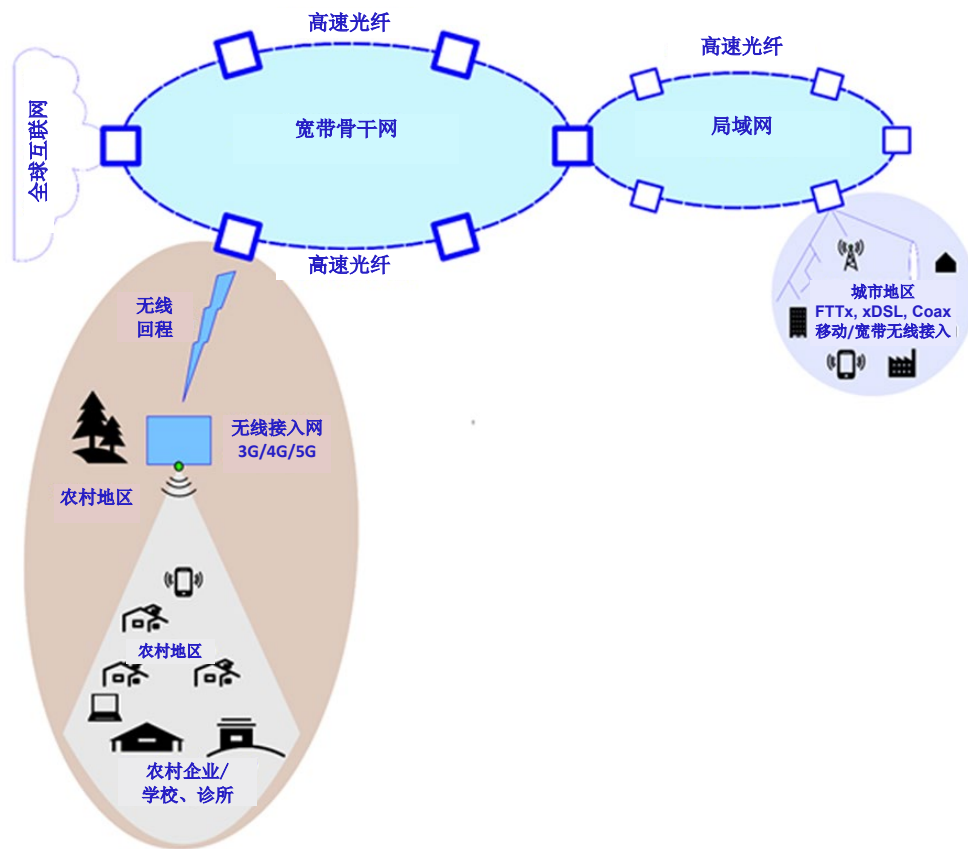 高速光纤
高速光纤
宽带骨干网
局域网
全球互联网
高速光纤
无线
回程
城市地区
FTTx, xDSL, Coax
移动/宽带无线接入
无线接入网
3G/4G/5G
农村地区
农村地区
农村企业/
学校、诊所